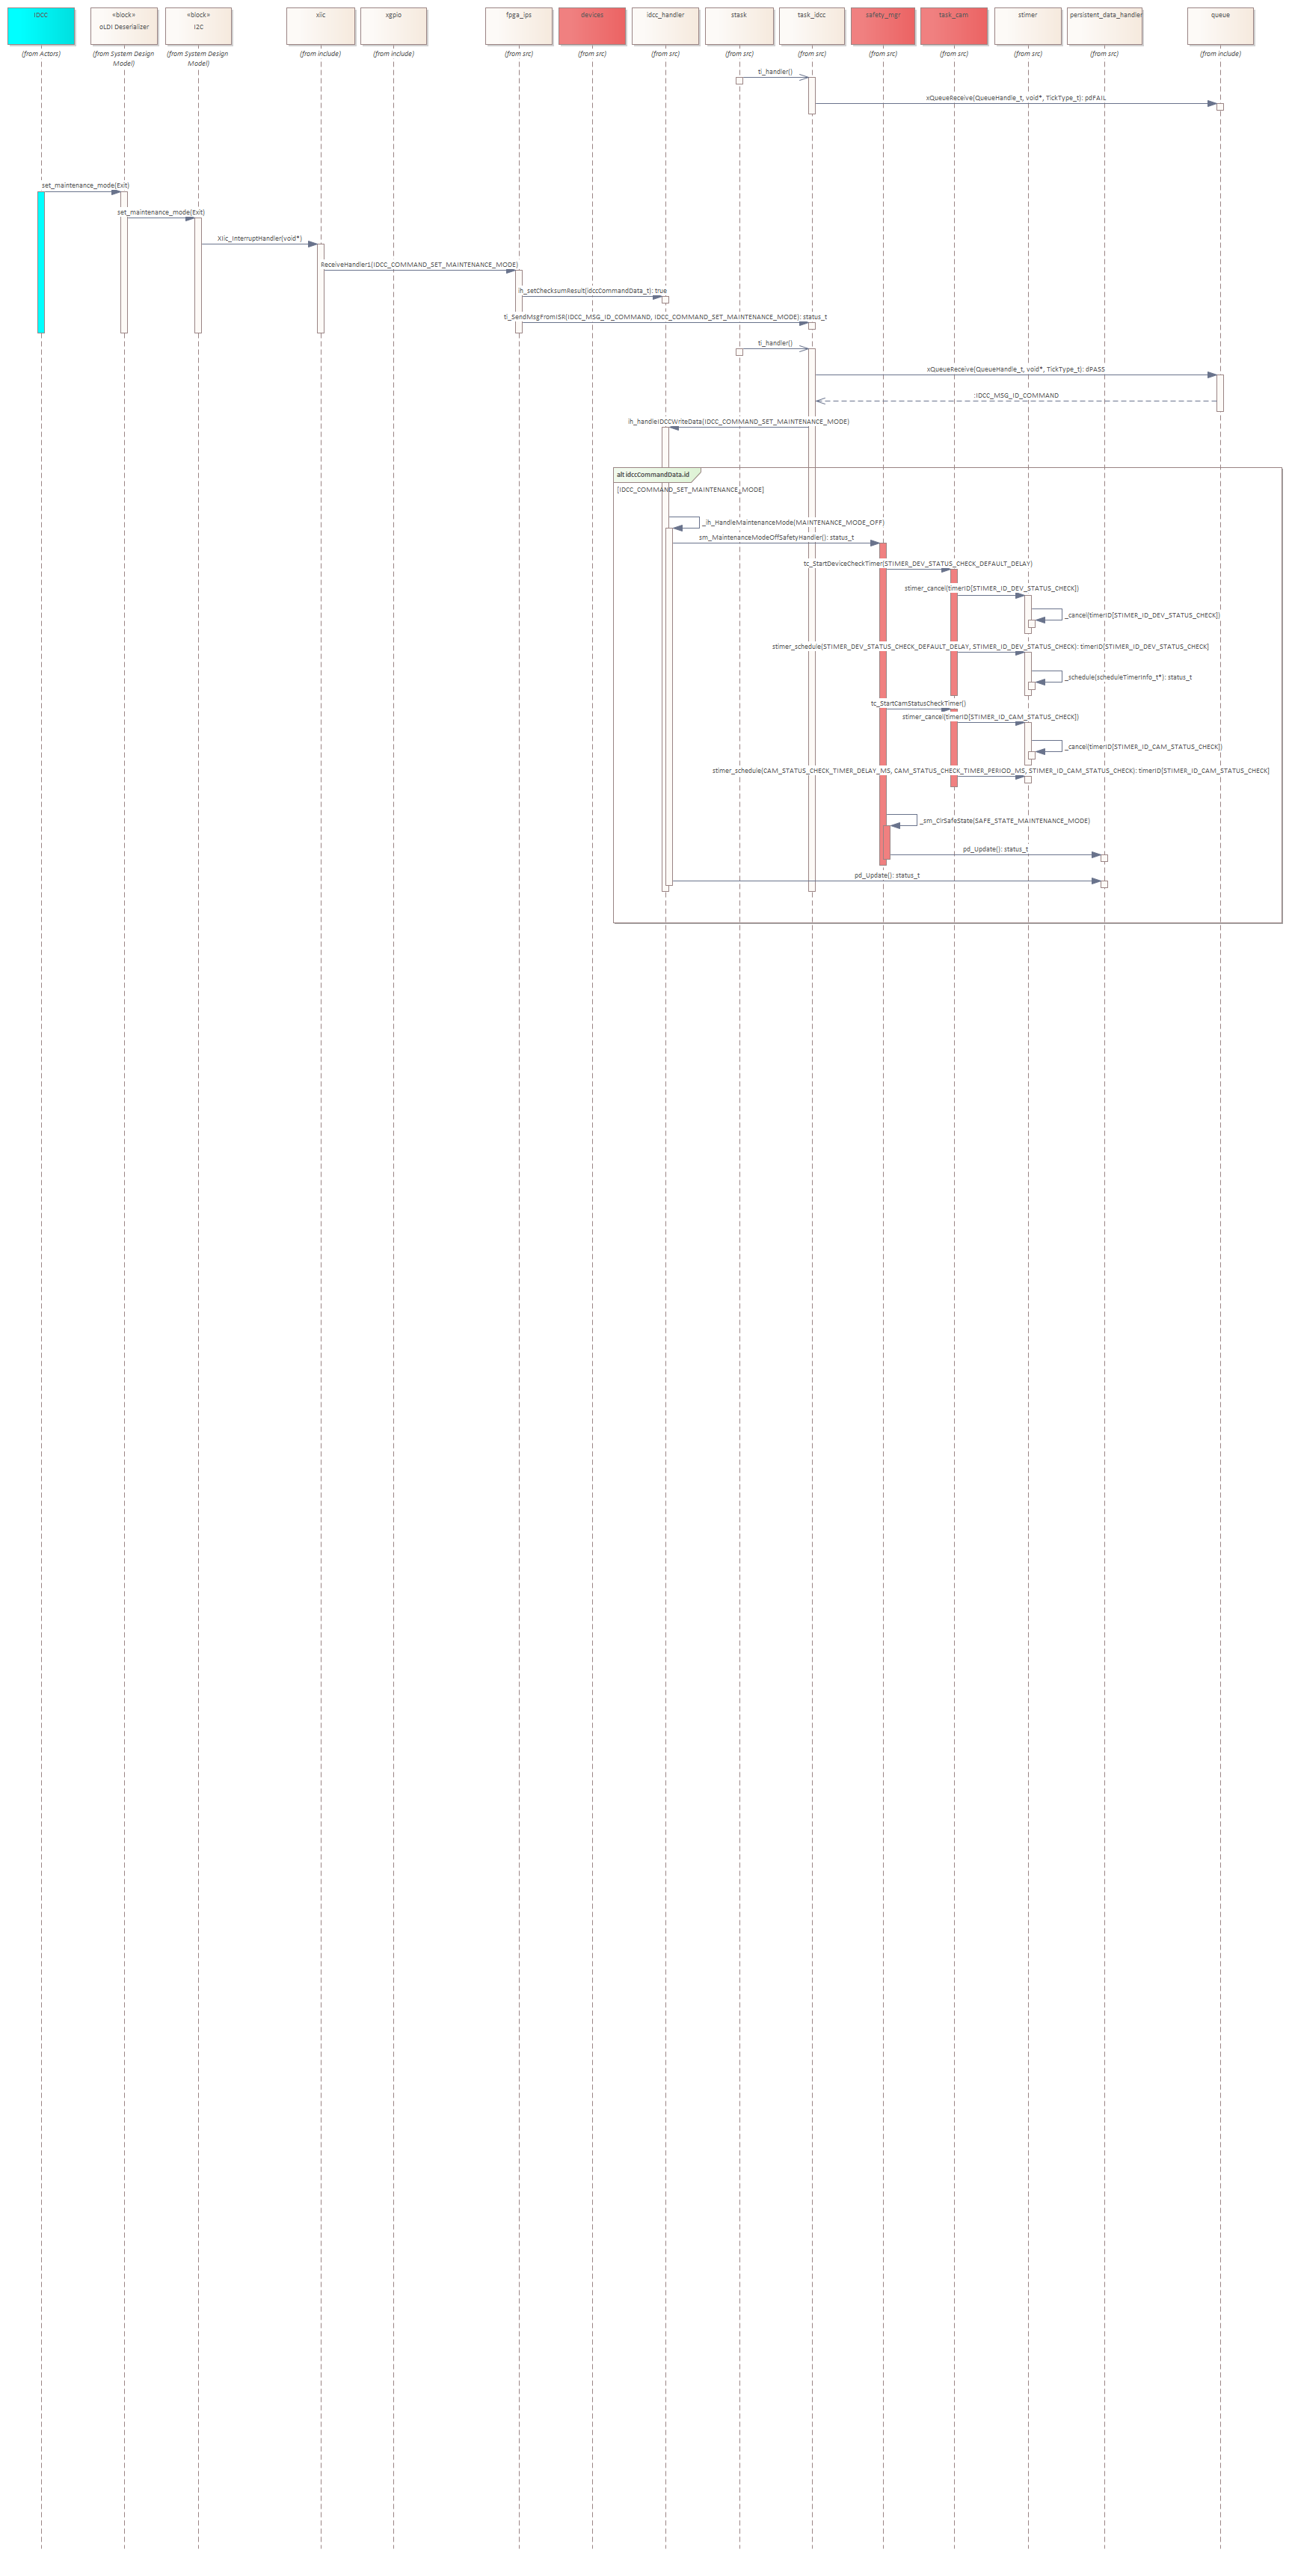 IDCC
«block»
oLDI Deserializer
«block»
I2C
xiic
xgpio
fpga_ips
devices
idcc_handler
stask
task_idcc
safety_mgr
task_cam
stimer
persistent_data_handler
queue
(from Actors)
(from System Design
Model)
(from System Design
Model)
(from include)
(from include)
(from src)
(from src)
(from src)
(from src)
(from src)
(from src)
(from src)
(from src)
(from src)
(from include)
ti_handler()
xQueueReceive(QueueHandle_t, void*, TickType_t): pdFAIL
set_maintenance_mode(Exit)
set_maintenance_mode(Exit)
XIic_InterruptHandler(void*)
ReceiveHandler1(IDCC_COMMAND_SET_MAINTENANCE_MODE)
ih_setChecksumResult(idccCommandData_t): true
ti_SendMsgFromISR(IDCC_MSG_ID_COMMAND, IDCC_COMMAND_SET_MAINTENANCE_MODE): status_t
ti_handler()
xQueueReceive(QueueHandle_t, void*, TickType_t): dPASS
:IDCC_MSG_ID_COMMAND
ih_handleIDCCWriteData(IDCC_COMMAND_SET_MAINTENANCE_MODE)
alt idccCommandData.id
[IDCC_COMMAND_SET_MAINTENANCE_MODE]
_ih_HandleMaintenanceMode(MAINTENANCE_MODE_OFF)
sm_MaintenanceModeOffSafetyHandler(): status_t
tc_StartDeviceCheckTimer(STIMER_DEV_STATUS_CHECK_DEFAULT_DELAY)
stimer_cancel(timerID[STIMER_ID_DEV_STATUS_CHECK])
_cancel(timerID[STIMER_ID_DEV_STATUS_CHECK])
stimer_schedule(STIMER_DEV_STATUS_CHECK_DEFAULT_DELAY, STIMER_ID_DEV_STATUS_CHECK): timerID[STIMER_ID_DEV_STATUS_CHECK]
_schedule(scheduleTimerInfo_t*): status_t
tc_StartCamStatusCheckTimer()
stimer_cancel(timerID[STIMER_ID_CAM_STATUS_CHECK])
_cancel(timerID[STIMER_ID_CAM_STATUS_CHECK])
stimer_schedule(CAM_STATUS_CHECK_TIMER_DELAY_MS, CAM_STATUS_CHECK_TIMER_PERIOD_MS, STIMER_ID_CAM_STATUS_CHECK): timerID[STIMER_ID_CAM_STATUS_CHECK]
_sm_ClrSafeState(SAFE_STATE_MAINTENANCE_MODE)
pd_Update(): status_t
pd_Update(): status_t